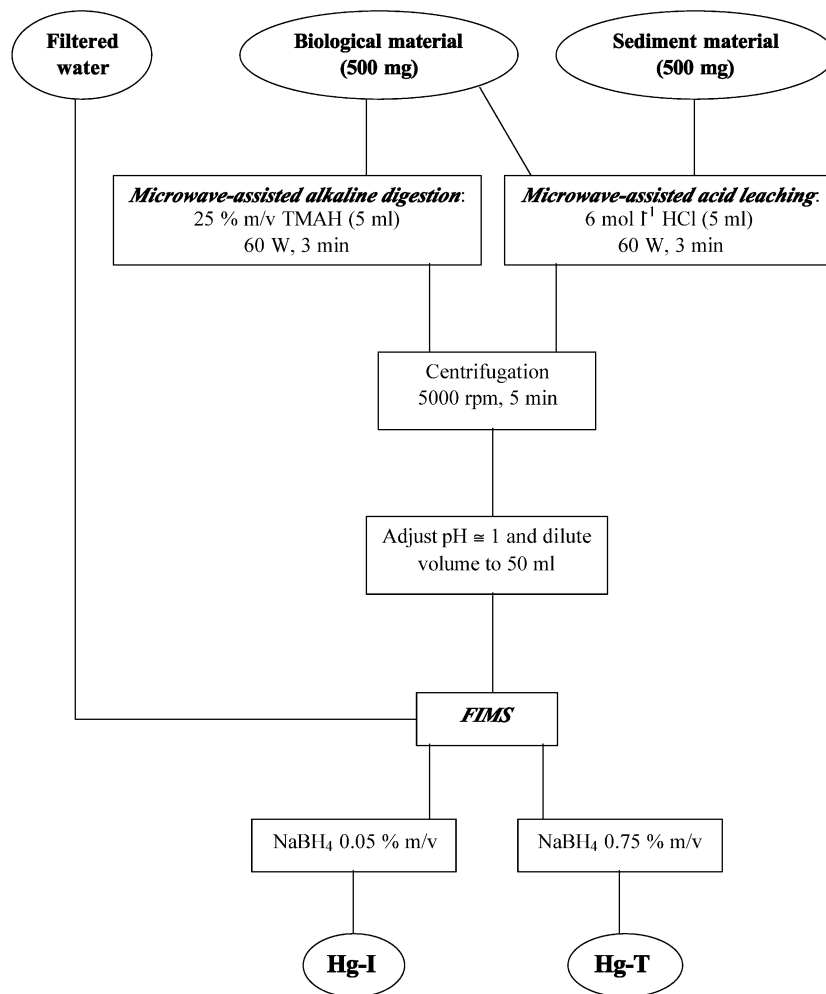 Filtered
water
Biological material
(500 mg)
Sediment material
(500 mg)
Microwave-assisted alkaline digestion:
25 % m/v TMAH (5 ml)
60 W, 3 min
Microwave-assisted acid leaching:
6 mol l⁻¹ HCl (5 ml)
60 W, 3 min
Centrifugation
5000 rpm, 5 min
Adjust pH ≅ 1 and dilute
volume to 50 ml
FIMS
NaBH₄ 0.05 % m/v
NaBH₄ 0.75 % m/v
Hg-I
Hg-T